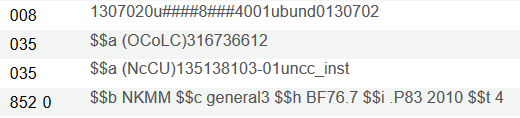 008 1307020u####8###4001ubund0130702
035 $$a (OCoLC)316736612
035 $$a (NcCU)135138103-01uncc_inst
852 0 $$b NKMM $$c general3 $$h BF76.7 $$i .P83 2010 $$t 4